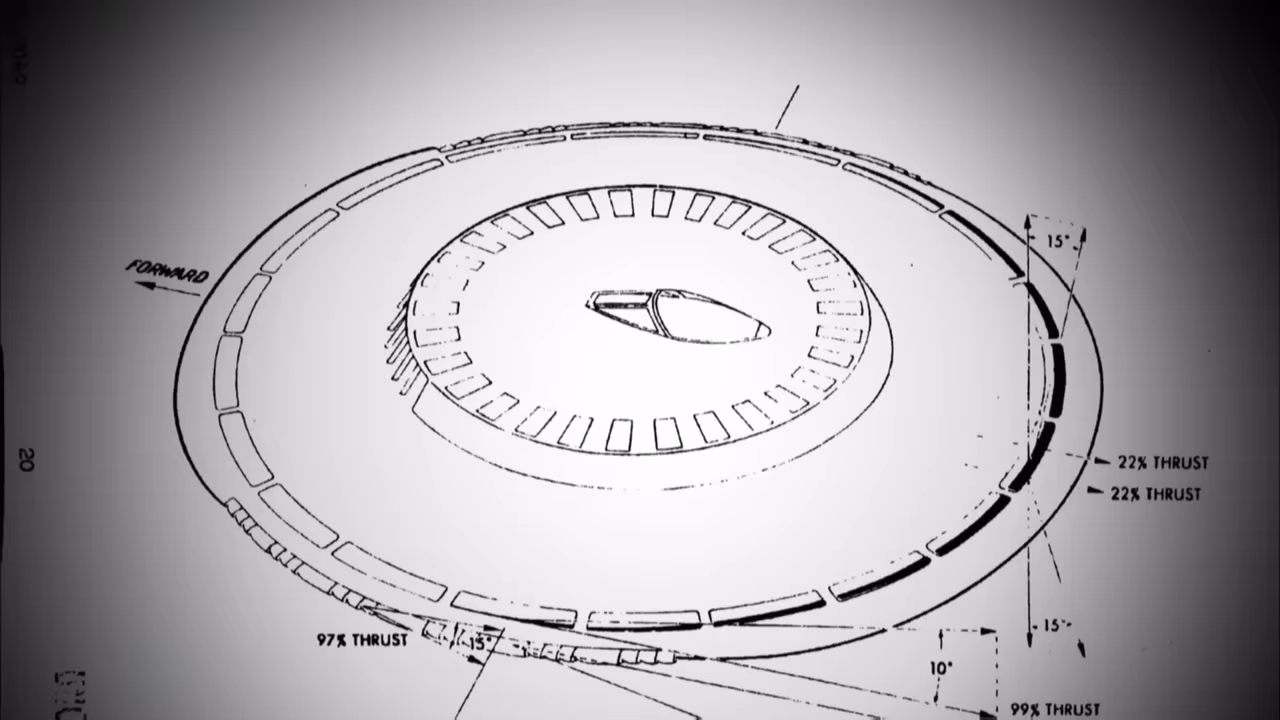 15°
FORWARD
22% THRUST
20
22% THRUST
15°
97% THRUST
15°
10°
99% THRUST